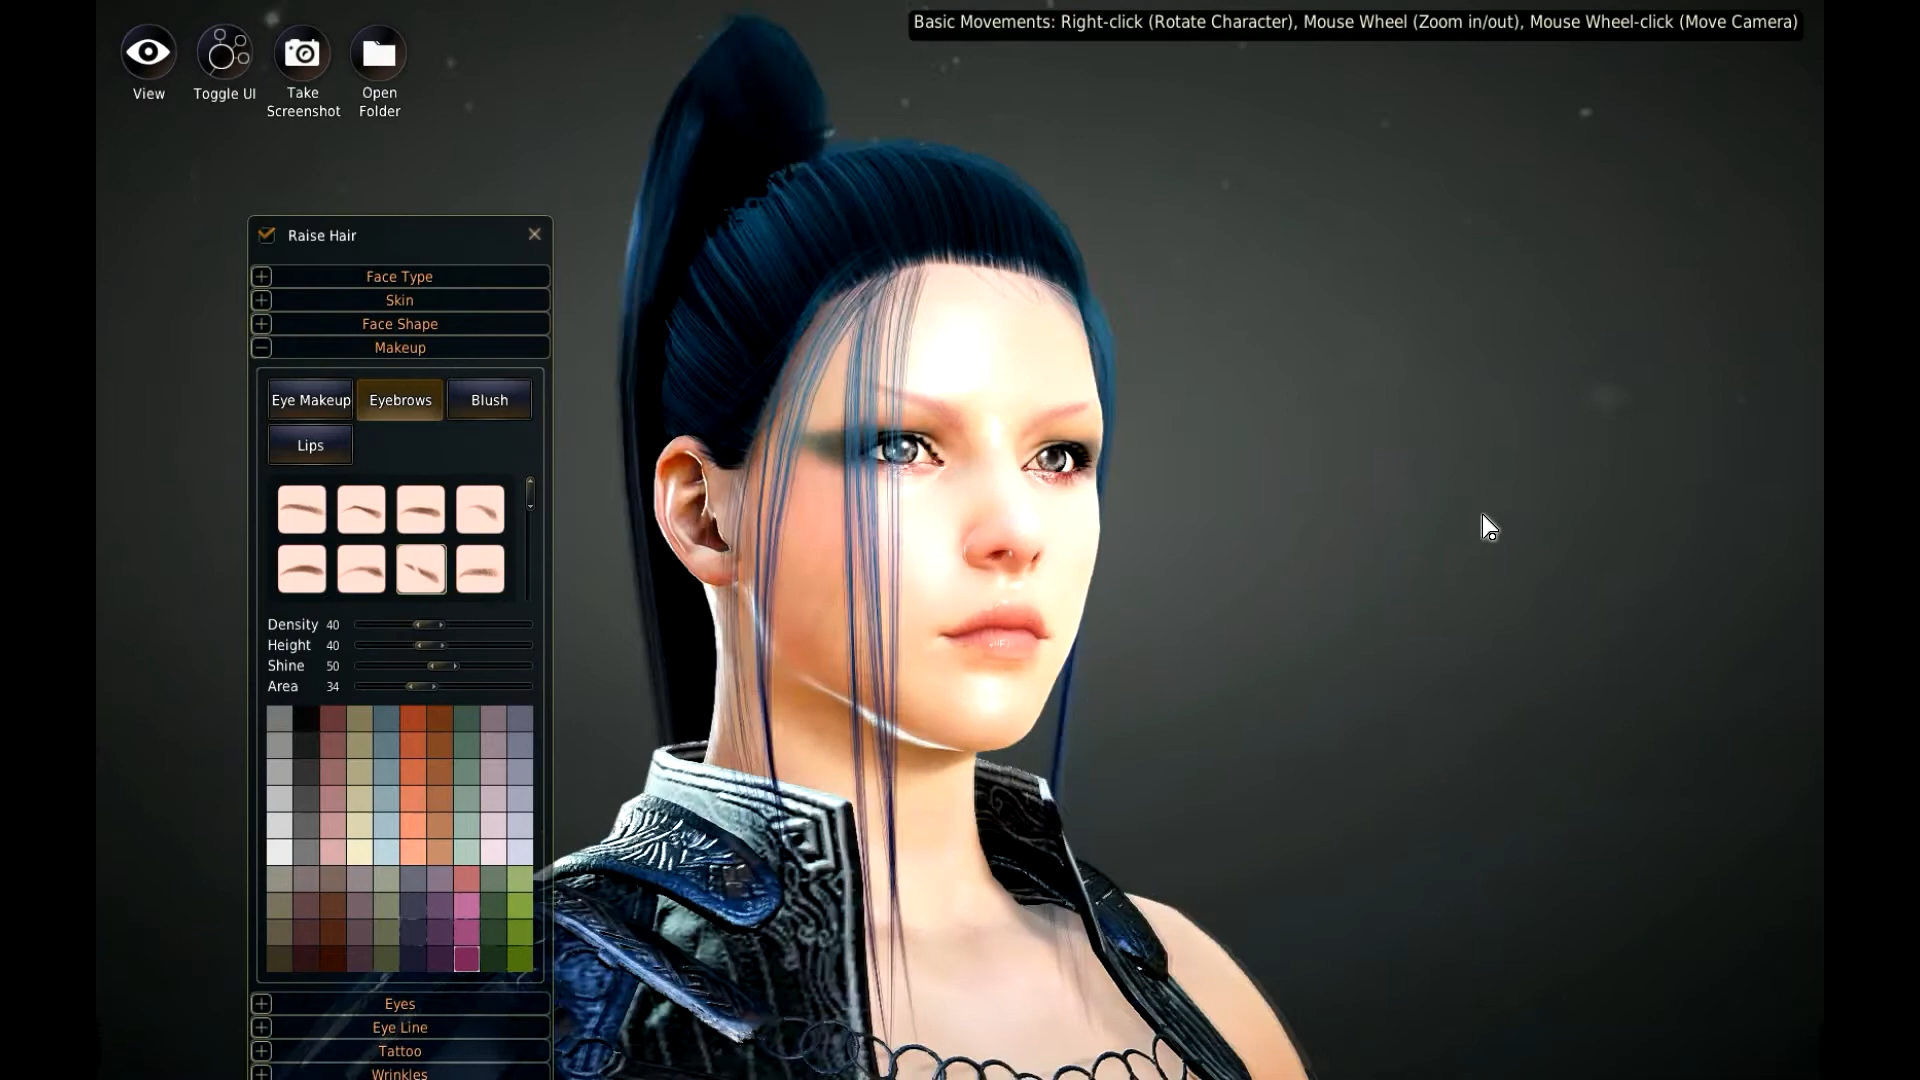 Basic Movements: Right-click (Rotate Character), Mouse Wheel (Zoom in/out), Mouse Wheel-click (Move Camera)
View
Toggle UI
Take
Screenshot
Open
Folder
Raise Hair
Face Type
Skin
Face Shape
Makeup
Eye Makeup Eyebrows Blush
Lips
Density 40
Height 40
Shine 50
Area 34
Eyes
Eye Line
Tattoo
Wrinkles